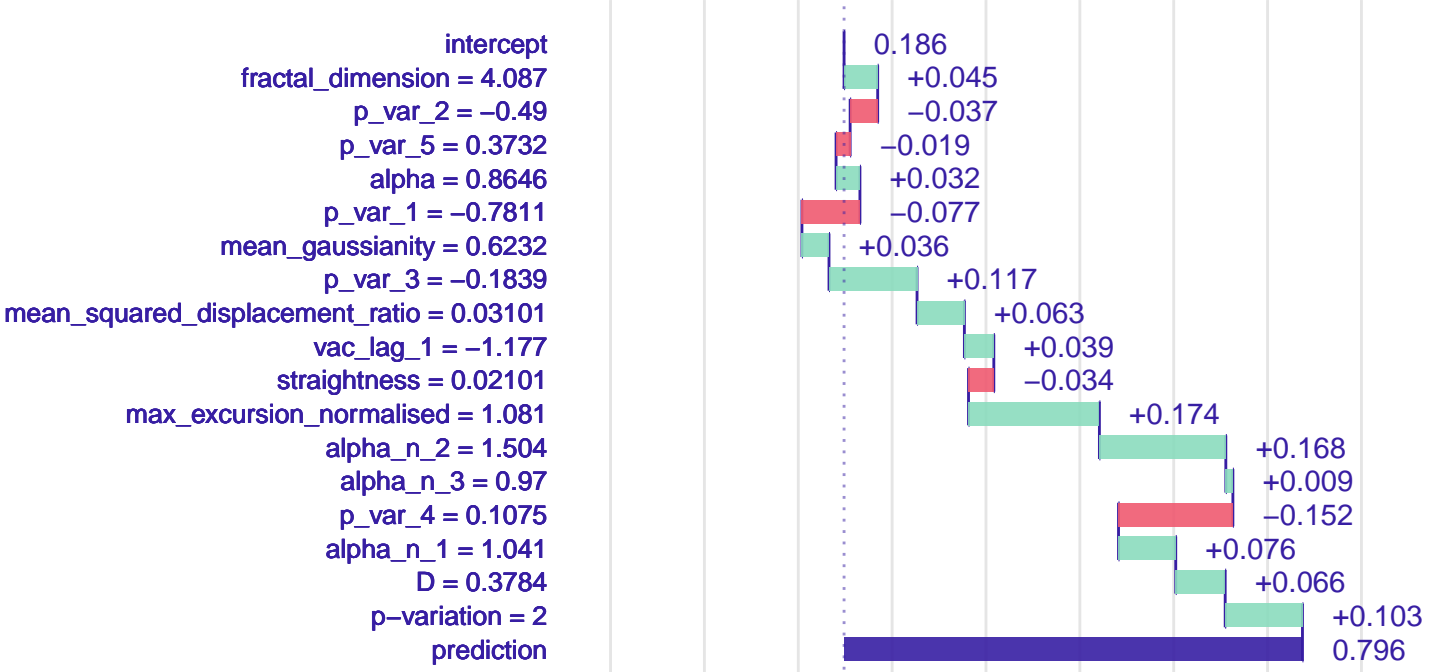 intercept 0.186
fractal_dimension = 4.087 +0.045
p_var_2 = −0.49 −0.037
p_var_5 = 0.3732 −0.019
alpha = 0.8646 +0.032
p_var_1 = −0.7811 −0.077
mean_gaussianity = 0.6232 +0.036
p_var_3 = −0.1839 +0.117
mean_squared_displacement_ratio = 0.03101 +0.063
vac_lag_1 = −1.177 +0.039
straightness = 0.02101 −0.034
max_excursion_normalised = 1.081 +0.174
alpha_n_2 = 1.504 +0.168
alpha_n_3 = 0.97 +0.009
p_var_4 = 0.1075 −0.152
alpha_n_1 = 1.041 +0.076
D = 0.3784 +0.066
p−variation = 2 +0.103
prediction 0.796